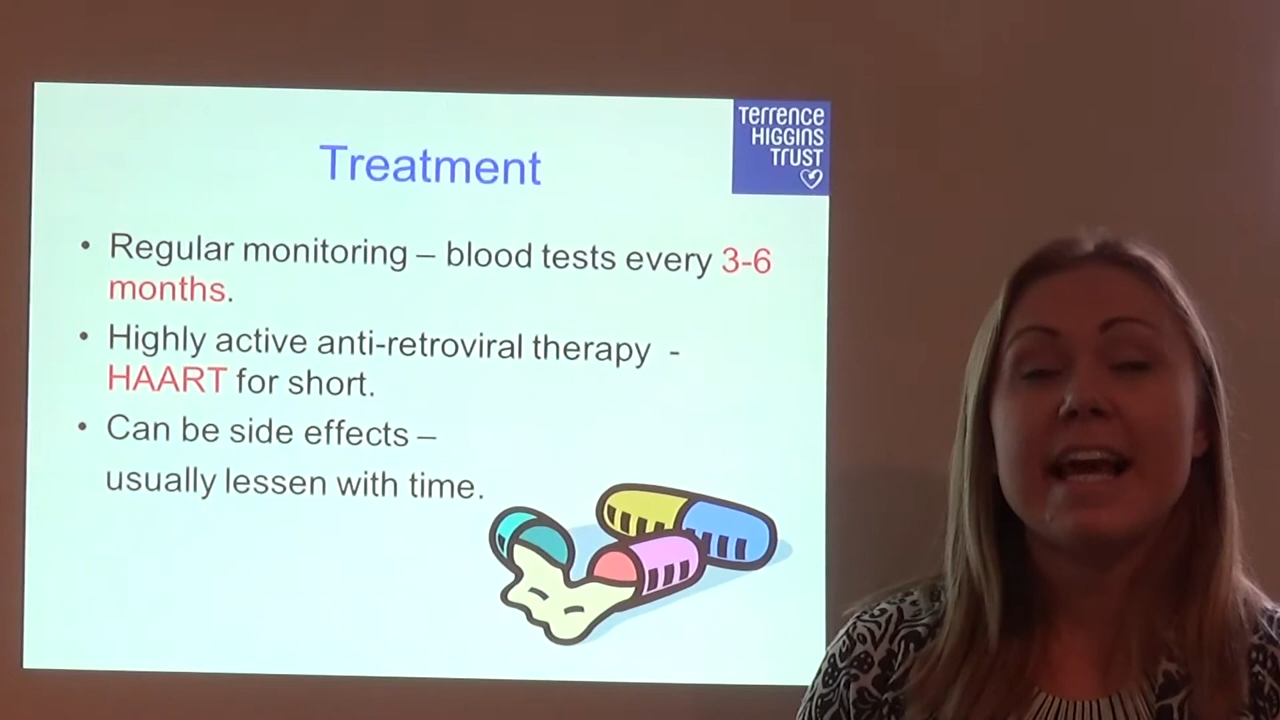 Terrence
HIGGINS
TrusT
Treatment
• Regular monitoring – blood tests every 3-6
months.
• Highly active anti-retroviral therapy -
HAART for short.
• Can be side effects –
usually lessen with time.